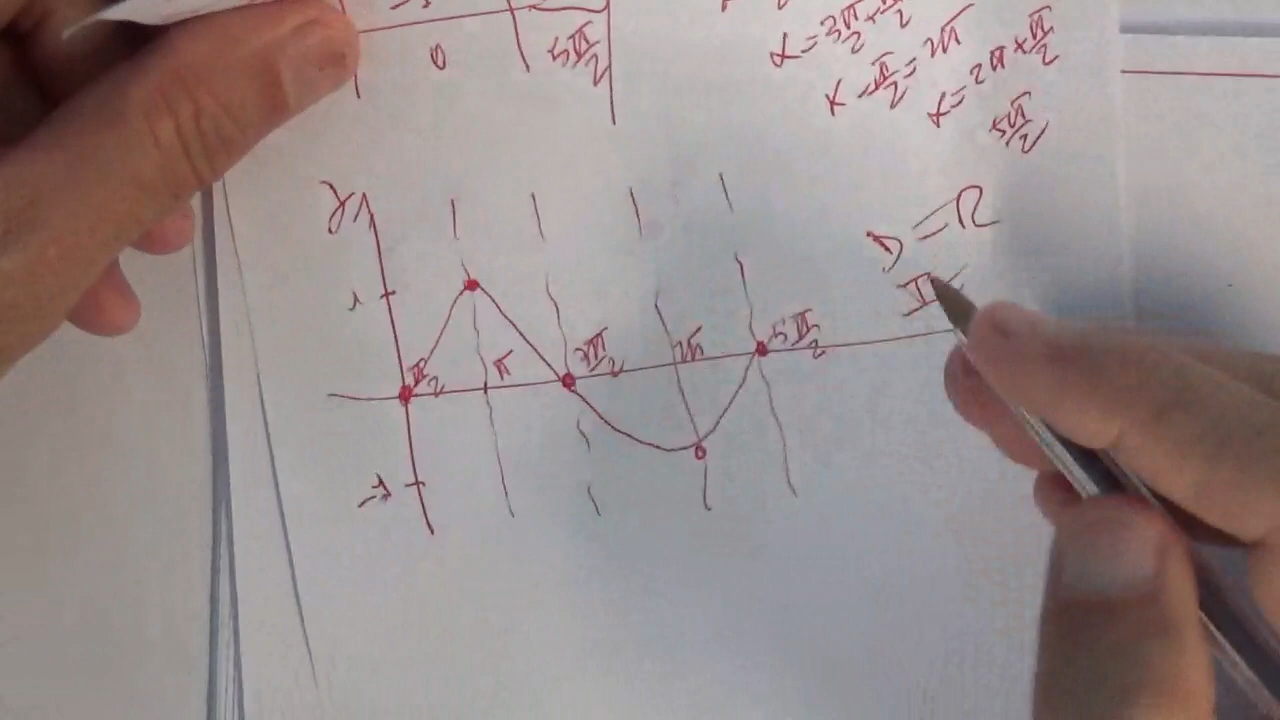 0 5π/2
x = 3π/2 + π/2
x - π/2 = 2π
x = 2π + π/2
5π/2
y
1
π/2 π 3π/2 2π 5π/2
-1
D = R